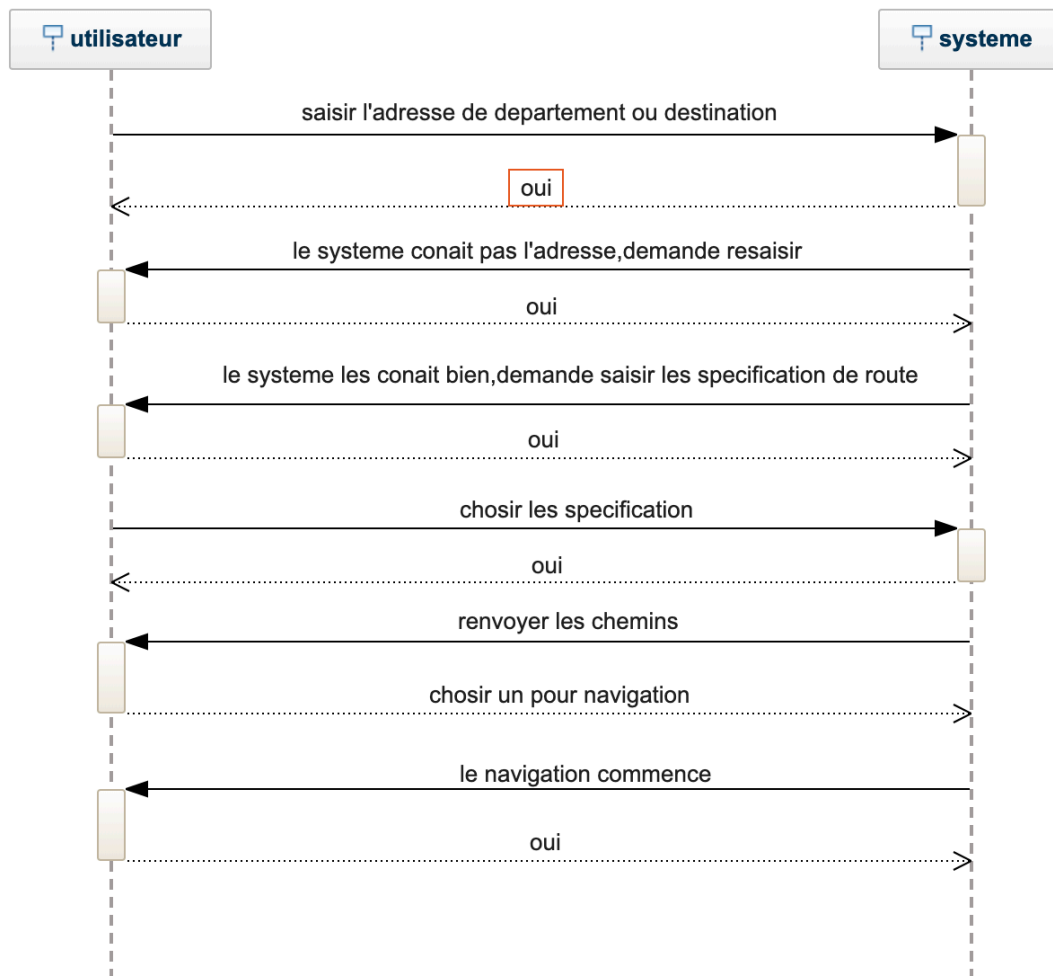 utilisateur
systeme
saisir l'adresse de departement ou destination
oui
le systeme conait pas l'adresse,demande resaisir
oui
le systeme les conait bien,demande saisir les specification de route
oui
chosir les specification
oui
renvoyer les chemins
chosir un pour navigation
le navigation commence
oui